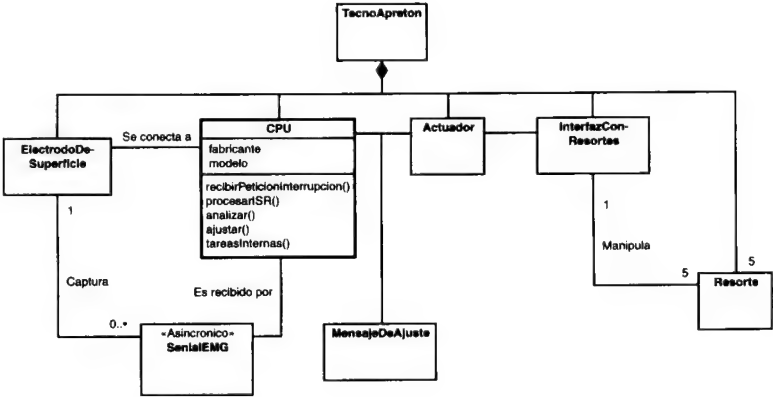 TecnoApreton
ElectrodoDe-
Superficie
Se conecta a
CPU
fabricante
modelo
recibirPeticionInterrupcion()
procesarISR()
analizar()
ajustar()
tareasInternas()
Actuador
InterfazCon-
Resortes
1
Captura
0..*
Es recibido por
1
Manipula
5
5
Resorte
«Asincronico»
SenialEMG
MensajeDeAjuste